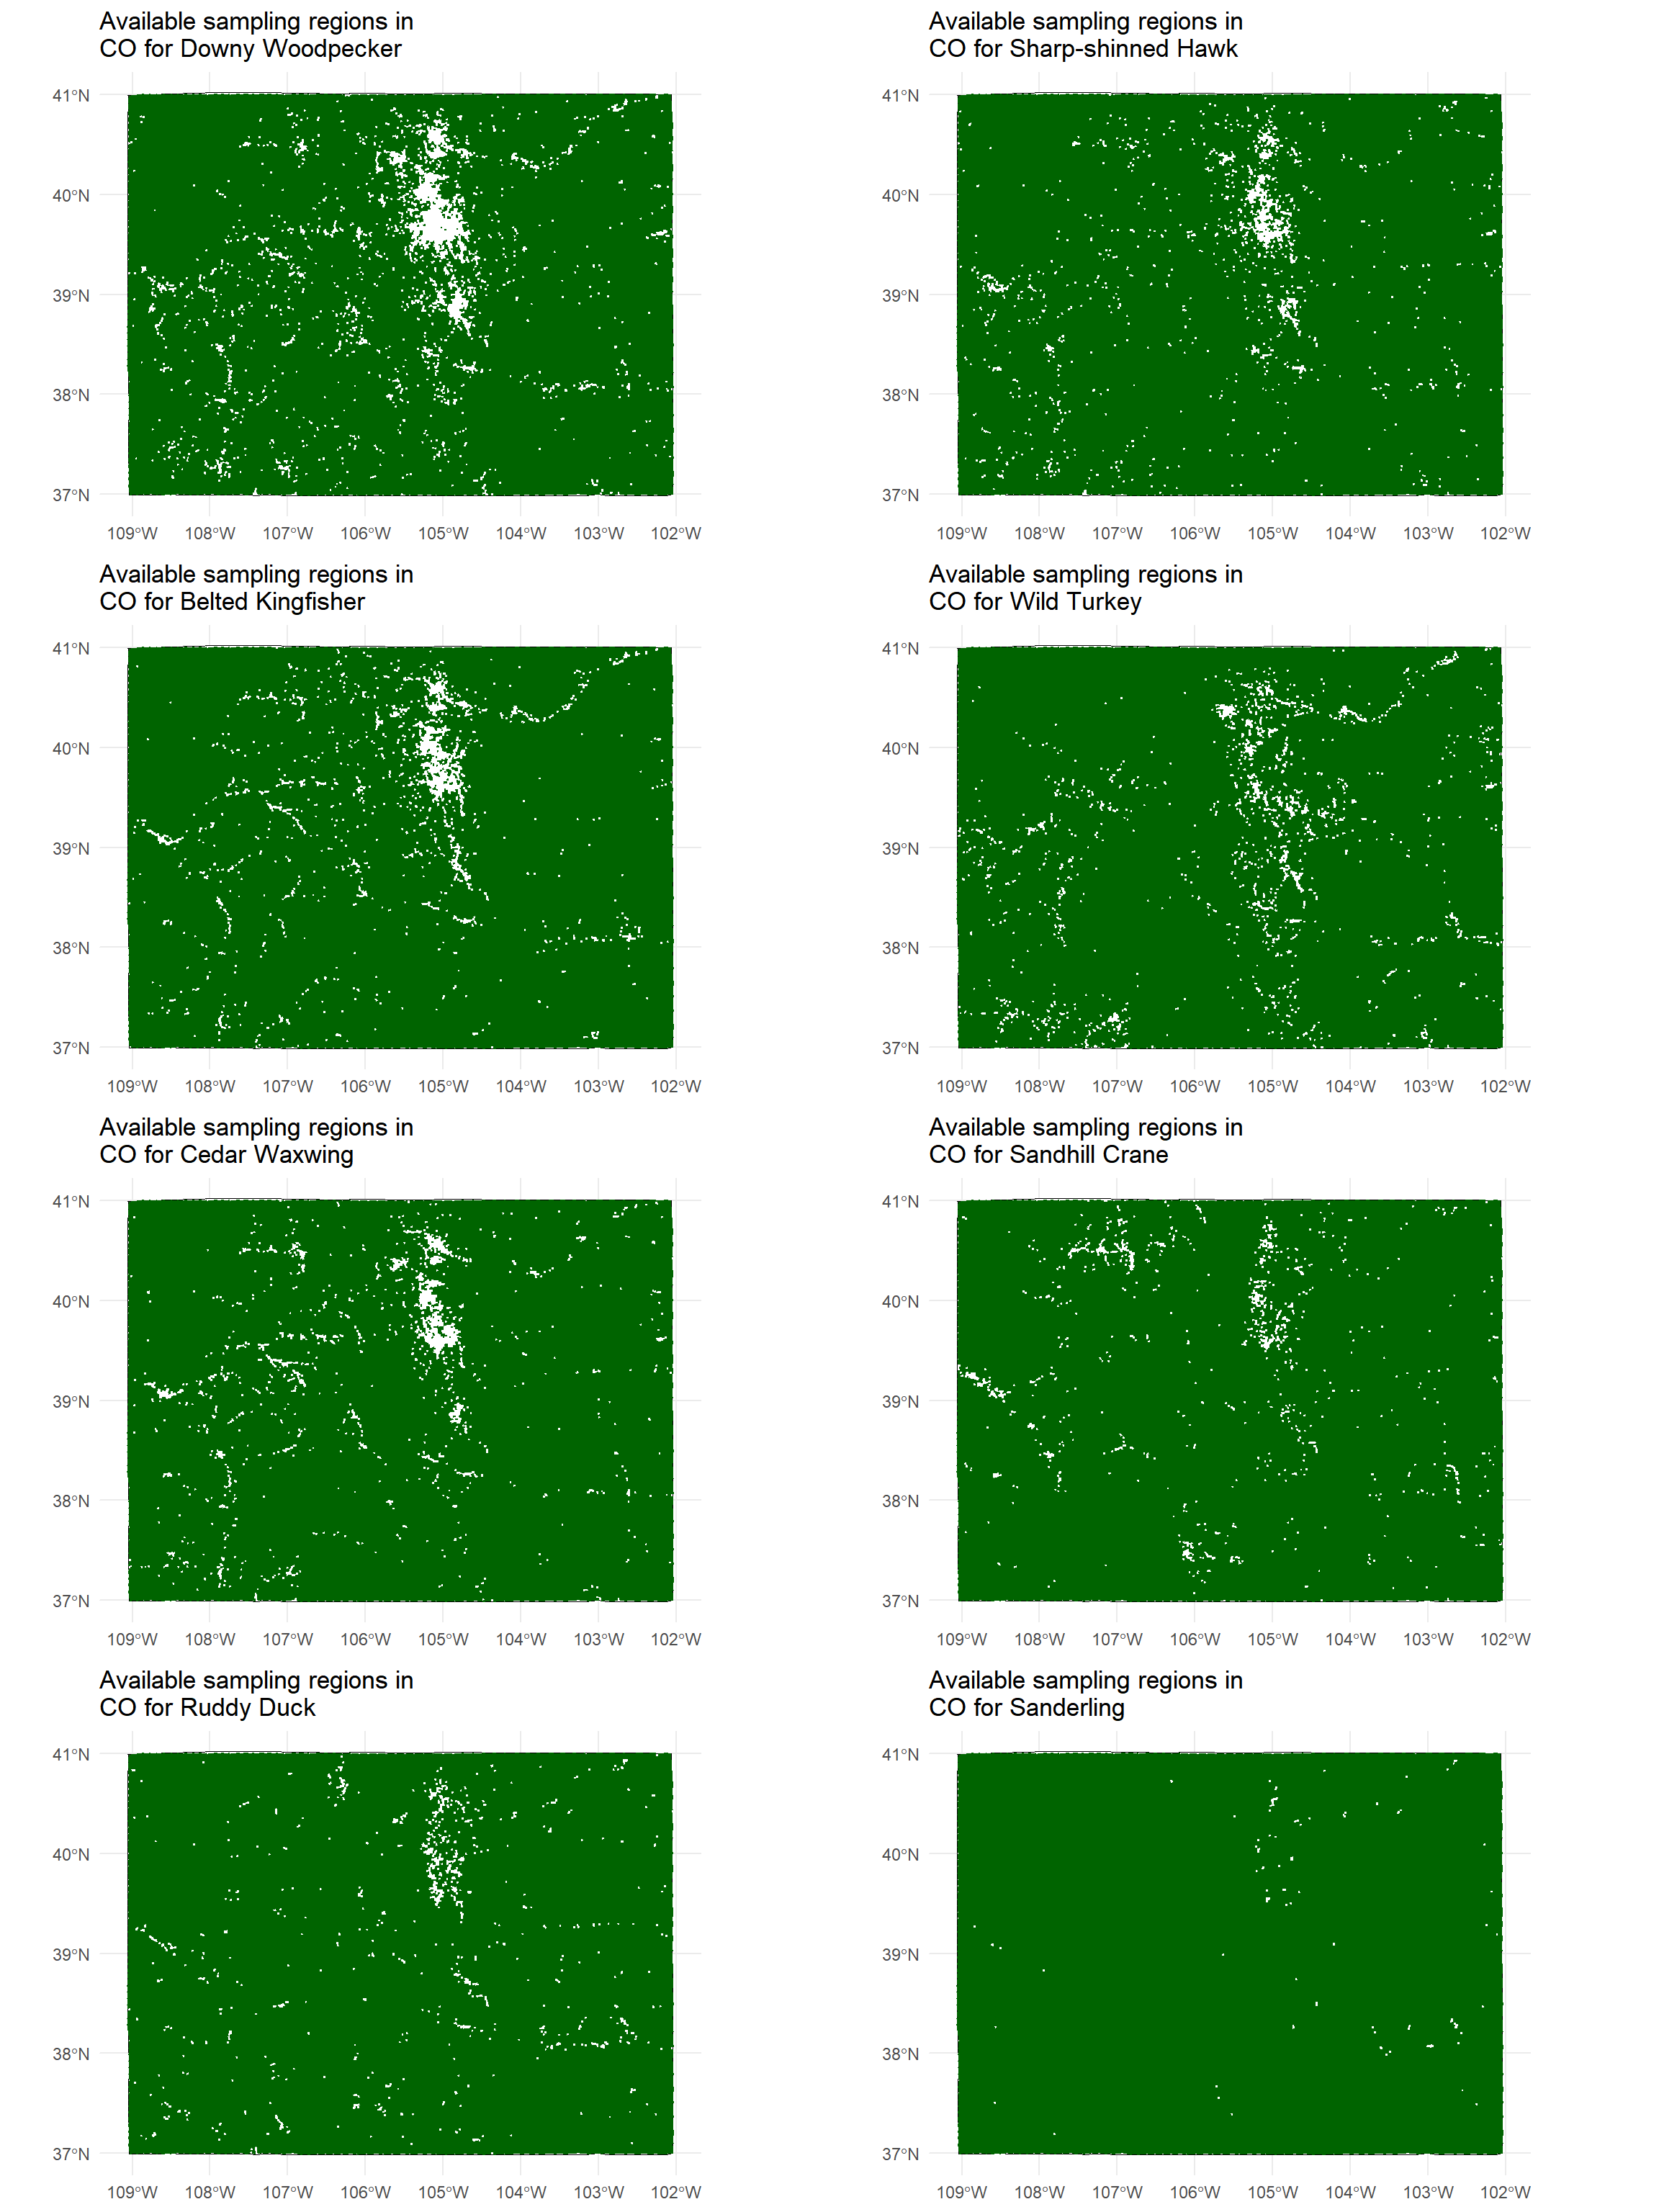 Available sampling regions in
CO for Downy Woodpecker
41°N
40°N
39°N
38°N
37°N
109°W 108°W 107°W 106°W 105°W 104°W 103°W 102°W
Available sampling regions in
CO for Sharp-shinned Hawk
41°N
40°N
39°N
38°N
37°N
109°W 108°W 107°W 106°W 105°W 104°W 103°W 102°W
Available sampling regions in
CO for Belted Kingfisher
41°N
40°N
39°N
38°N
37°N
109°W 108°W 107°W 106°W 105°W 104°W 103°W 102°W
Available sampling regions in
CO for Wild Turkey
41°N
40°N
39°N
38°N
37°N
109°W 108°W 107°W 106°W 105°W 104°W 103°W 102°W
Available sampling regions in
CO for Cedar Waxwing
41°N
40°N
39°N
38°N
37°N
109°W 108°W 107°W 106°W 105°W 104°W 103°W 102°W
Available sampling regions in
CO for Sandhill Crane
41°N
40°N
39°N
38°N
37°N
109°W 108°W 107°W 106°W 105°W 104°W 103°W 102°W
Available sampling regions in
CO for Ruddy Duck
41°N
40°N
39°N
38°N
37°N
109°W 108°W 107°W 106°W 105°W 104°W 103°W 102°W
Available sampling regions in
CO for Sanderling
41°N
40°N
39°N
38°N
37°N
109°W 108°W 107°W 106°W 105°W 104°W 103°W 102°W